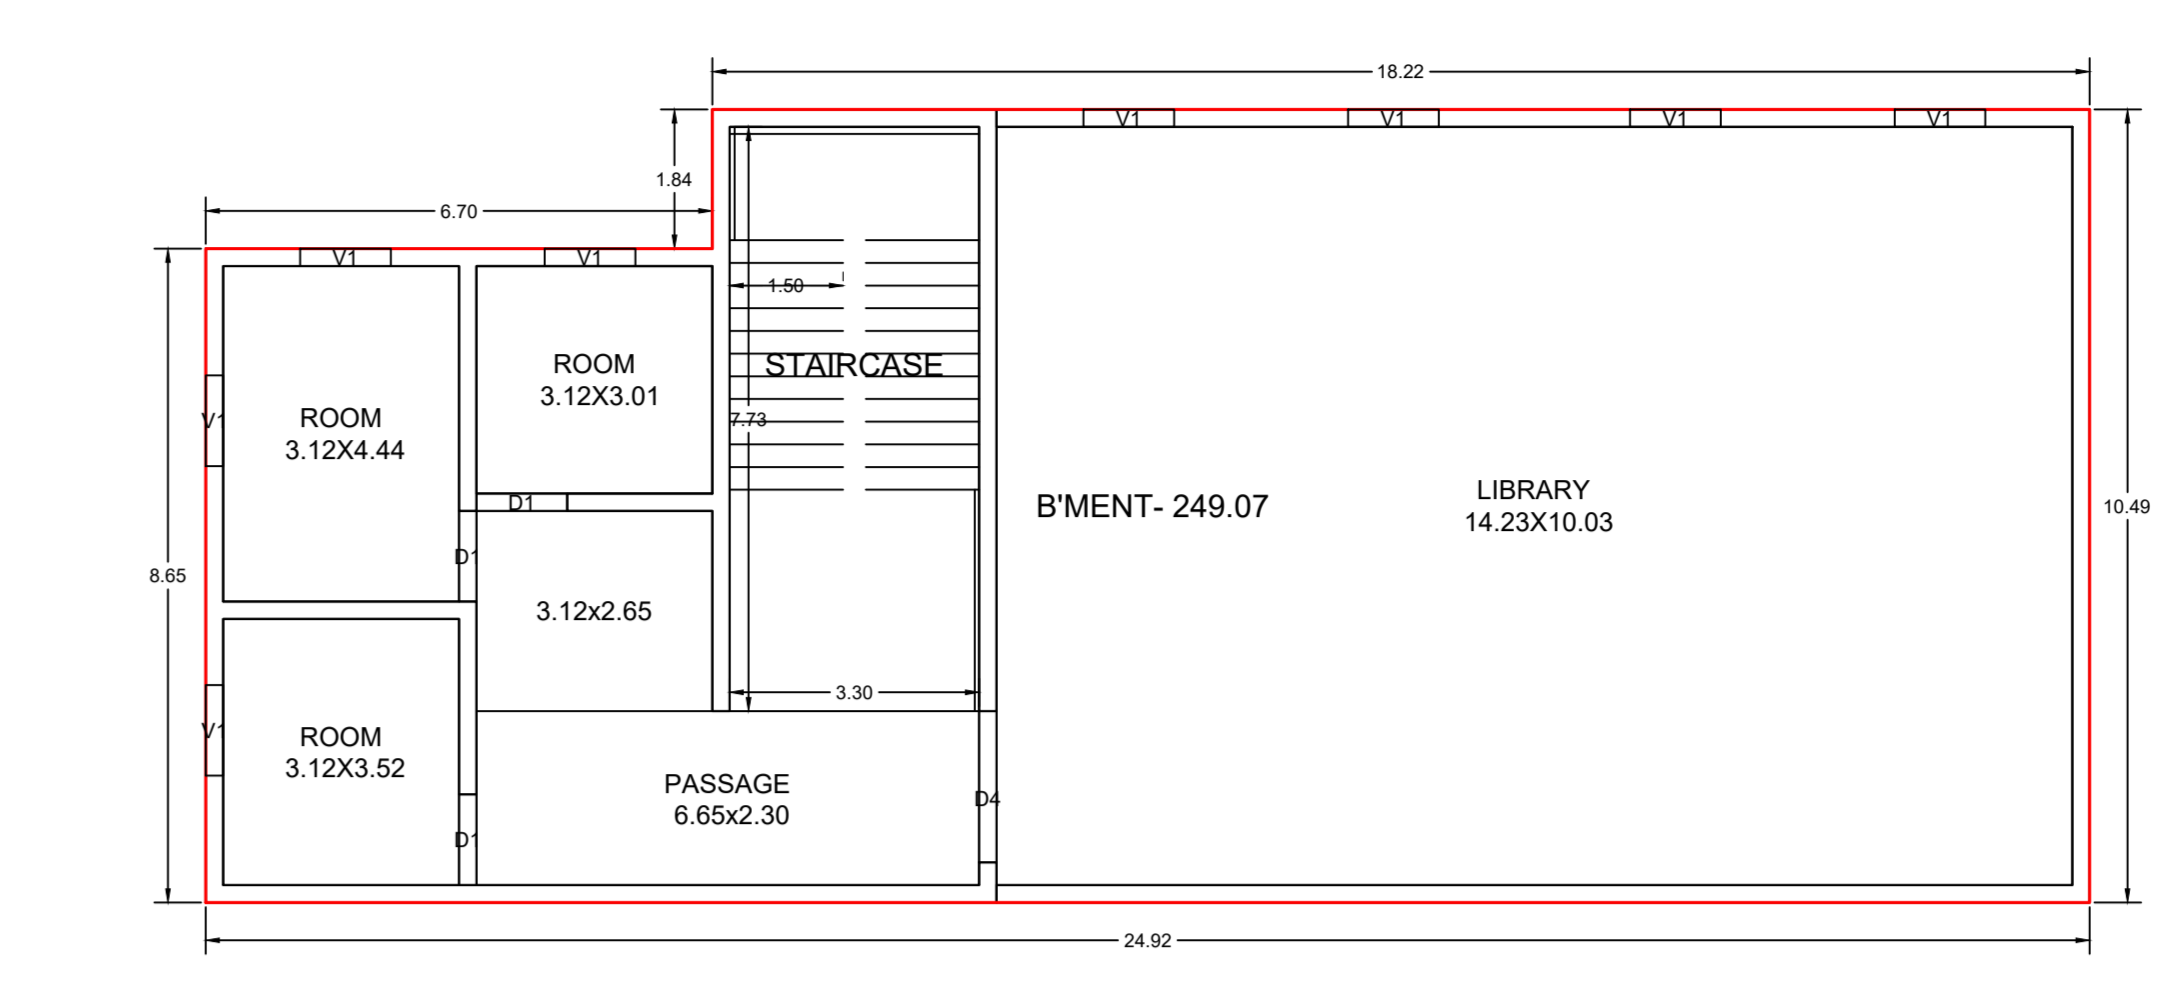 18.22
V1
V1
V1
V1
1.84
6.70
V1
V1
1.50
ROOM
3.12X3.01
STAIRCASE
V1
ROOM
3.12X4.44
7.73
LIBRARY
14.23X10.03
B'MENT- 249.07
10.49
D1
D1
8.65
3.12x2.65
3.30
V1
ROOM
3.12X3.52
PASSAGE
6.65x2.30
D4
D1
24.92